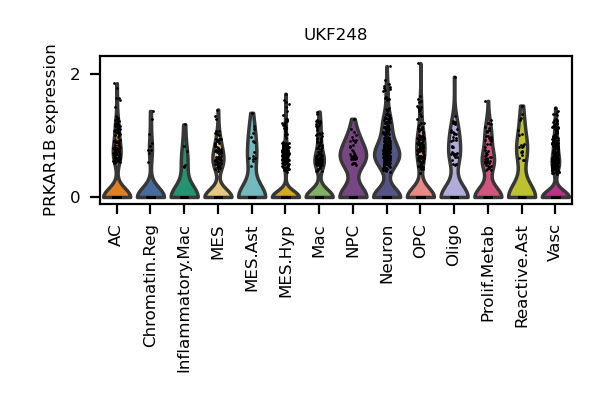 UKF248
PRKAR1B expression
2
0
AC
Chromatin.Reg
Inflammatory.Mac
MES
MES.Ast
MES.Hyp
Mac
NPC
Neuron
OPC
Oligo
Prolif.Metab
Reactive.Ast
Vasc